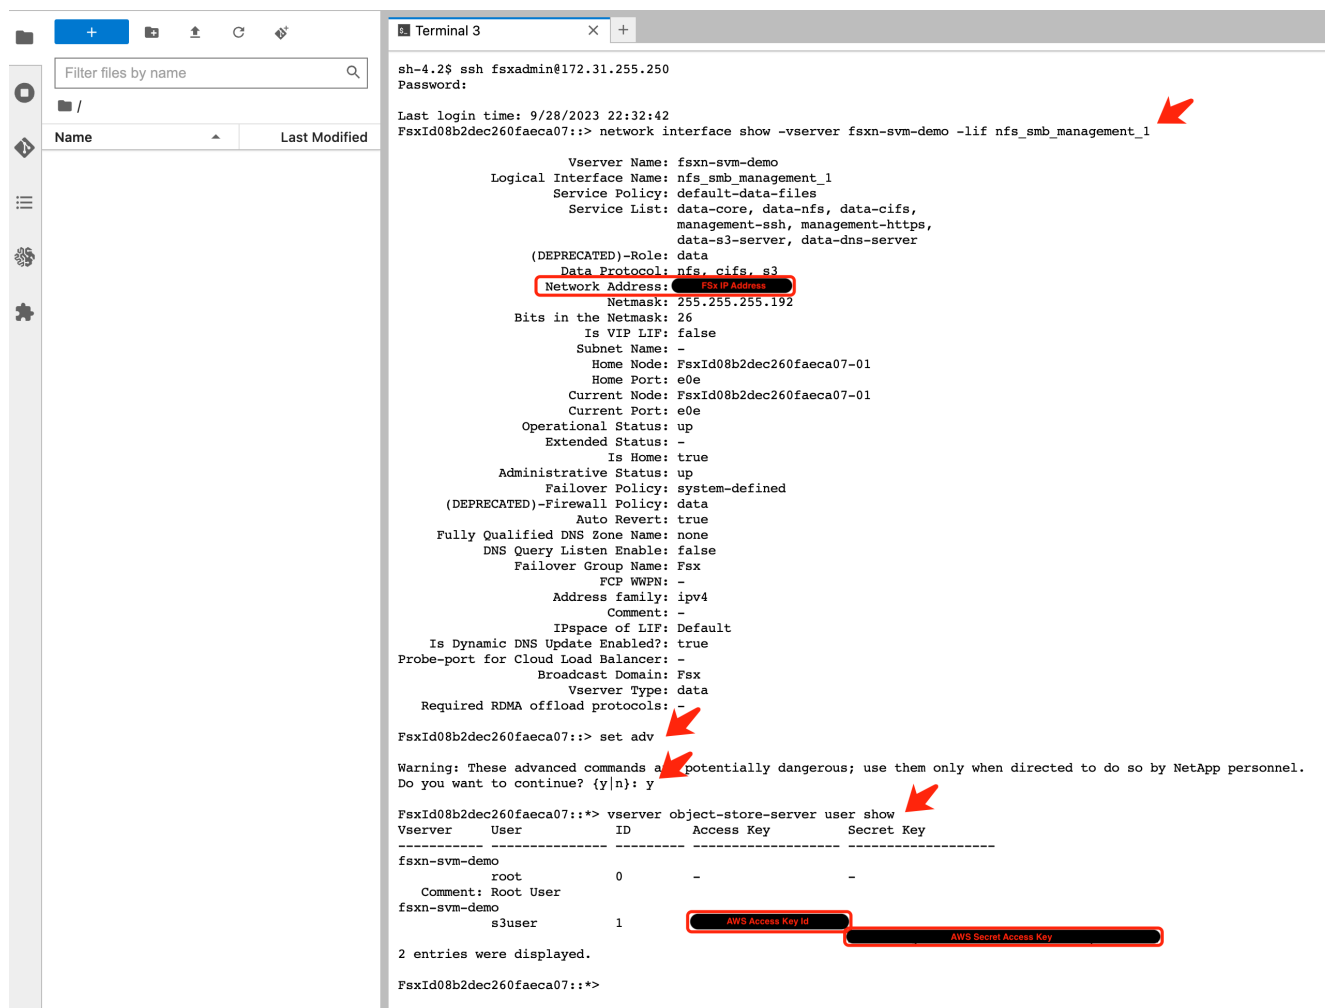 +
Terminal 3
Filter files by name
/
Name Last Modified
sh-4.2$ ssh fsxadmin@172.31.255.250
Password:
Last login time: 9/28/2023 22:32:42
FsxId08b2dec260faeca07::> network interface show -vserver fsxn-svm-demo -lif nfs_smb_management_1
Vserver Name: fsxn-svm-demo
Logical Interface Name: nfs_smb_management_1
Service Policy: default-data-files
Service List: data-core, data-nfs, data-cifs,
management-ssh, management-https,
data-s3-server, data-dns-server
(DEPRECATED)-Role: data
Data Protocol: nfs, cifs, s3
Network Address: FSx IP Address
Netmask: 255.255.255.192
Bits in the Netmask: 26
Is VIP LIF: false
Subnet Name: -
Home Node: FsxId08b2dec260faeca07-01
Home Port: e0e
Current Node: FsxId08b2dec260faeca07-01
Current Port: e0e
Operational Status: up
Extended Status: -
Is Home: true
Administrative Status: up
Failover Policy: system-defined
(DEPRECATED)-Firewall Policy: data
Auto Revert: true
Fully Qualified DNS Zone Name: none
DNS Query Listen Enable: false
Failover Group Name: Fsx
FCP WWPN: -
Address family: ipv4
Comment: -
IPspace of LIF: Default
Is Dynamic DNS Update Enabled?: true
Probe-port for Cloud Load Balancer: -
Broadcast Domain: Fsx
Vserver Type: data
Required RDMA offload protocols: -
FsxId08b2dec260faeca07::> set adv
Warning: These advanced commands a potentially dangerous; use them only when directed to do so by NetApp personnel.
Do you want to continue? {y|n}: y
FsxId08b2dec260faeca07::*> vserver object-store-server user show
Vserver User ID Access Key Secret Key
----------- --------------- --------- ------------------- -------------------
fsxn-svm-demo
root 0 - -
Comment: Root User
fsxn-svm-demo
s3user 1 AWS Access Key Id
AWS Secret Access Key
2 entries were displayed.
FsxId08b2dec260faeca07::*>